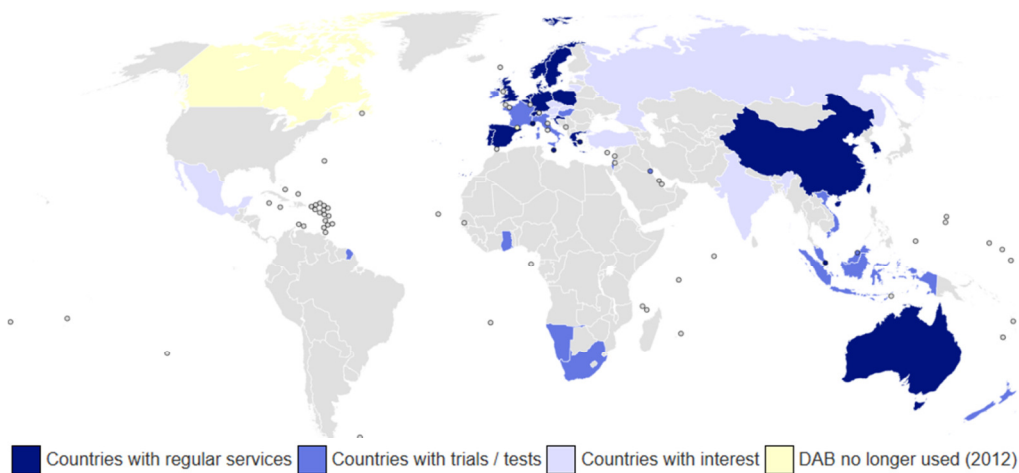 Countries with regular services Countries with trials / tests Countries with interest DAB no longer used (2012)